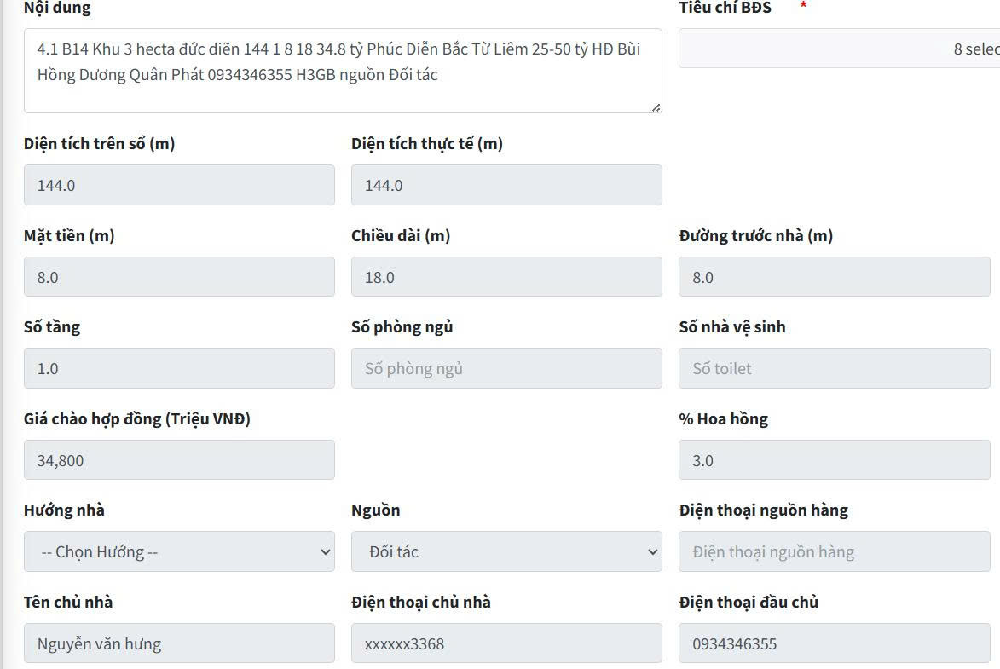 Nội dung
Tiêu chí BĐS *
4.1 B14 Khu 3 hecta đức diễn 144 1 8 18 34.8 tỷ Phúc Diễn Bắc Từ Liêm 25-50 tỷ HĐ Bùi
Hồng Dương Quân Phát 0934346355 H3GB nguồn Đối tác
8 selec
Diện tích trên sổ (m)
Diện tích thực tế (m)
144.0
144.0
Mặt tiền (m)
Chiều dài (m)
Đường trước nhà (m)
8.0
18.0
8.0
Số tầng
Số phòng ngủ
Số nhà vệ sinh
1.0
Số phòng ngủ
Số toilet
Giá chào hợp đồng (Triệu VNĐ)
% Hoa hồng
34,800
3.0
Hướng nhà
Nguồn
Điện thoại nguồn hàng
-- Chọn Hướng --
Đối tác
Điện thoại nguồn hàng
Tên chủ nhà
Điện thoại chủ nhà
Điện thoại đầu chủ
Nguyễn văn hưng
xxxxxx3368
0934346355